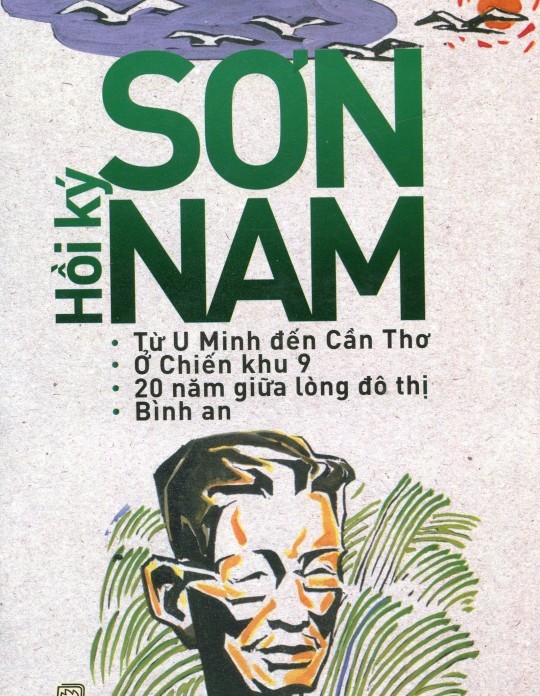 Hồi ký
SƠN
NAM
• Từ U Minh đến Cần Thơ
• Ở Chiến khu 9
• 20 năm giữa lòng đô thị
• Bình an